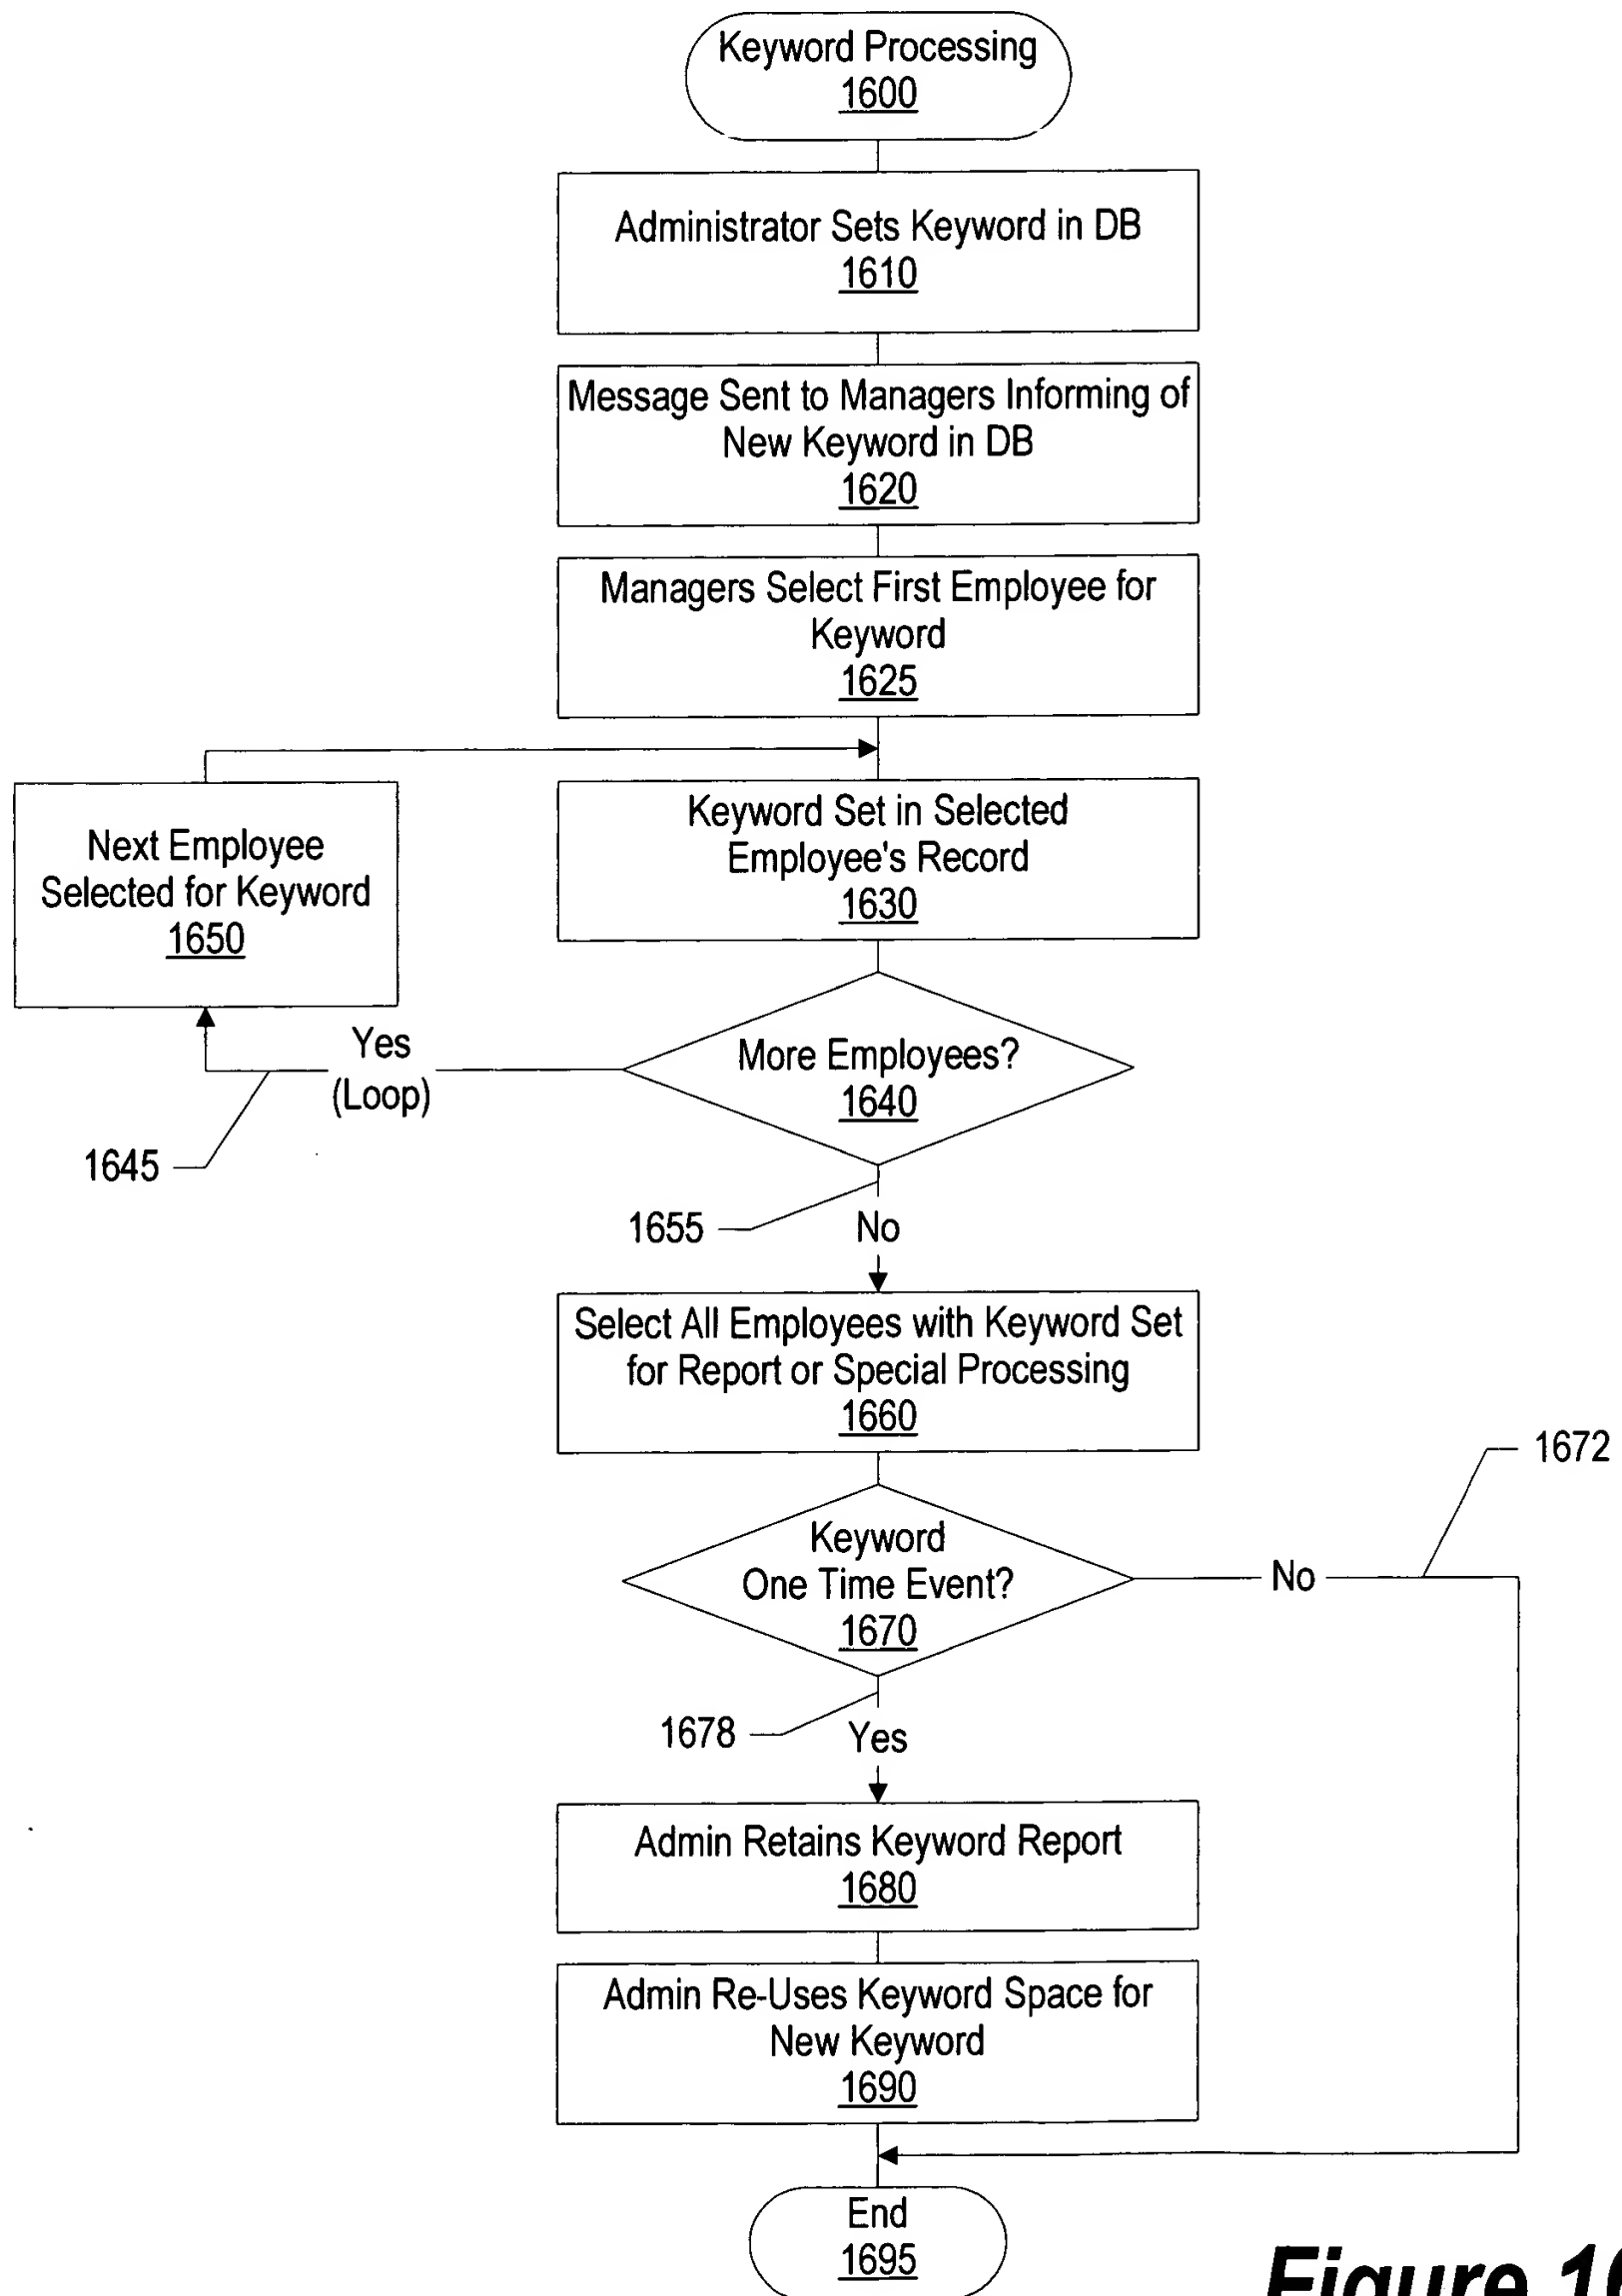 Keyword Processing
1600
Administrator Sets Keyword in DB
1610
Message Sent to Managers Informing of
New Keyword in DB
1620
Managers Select First Employee for
Keyword
1625
Keyword Set in Selected
Employee's Record
1630
Next Employee
Selected for Keyword
1650
More Employees?
1640
Yes
(Loop)
1645
1655
No
Select All Employees with Keyword Set
for Report or Special Processing
1660
1672
Keyword
One Time Event?
1670
No
1678
Yes
Admin Retains Keyword Report
1680
Admin Re-Uses Keyword Space for
New Keyword
1690
End
1695
Figure